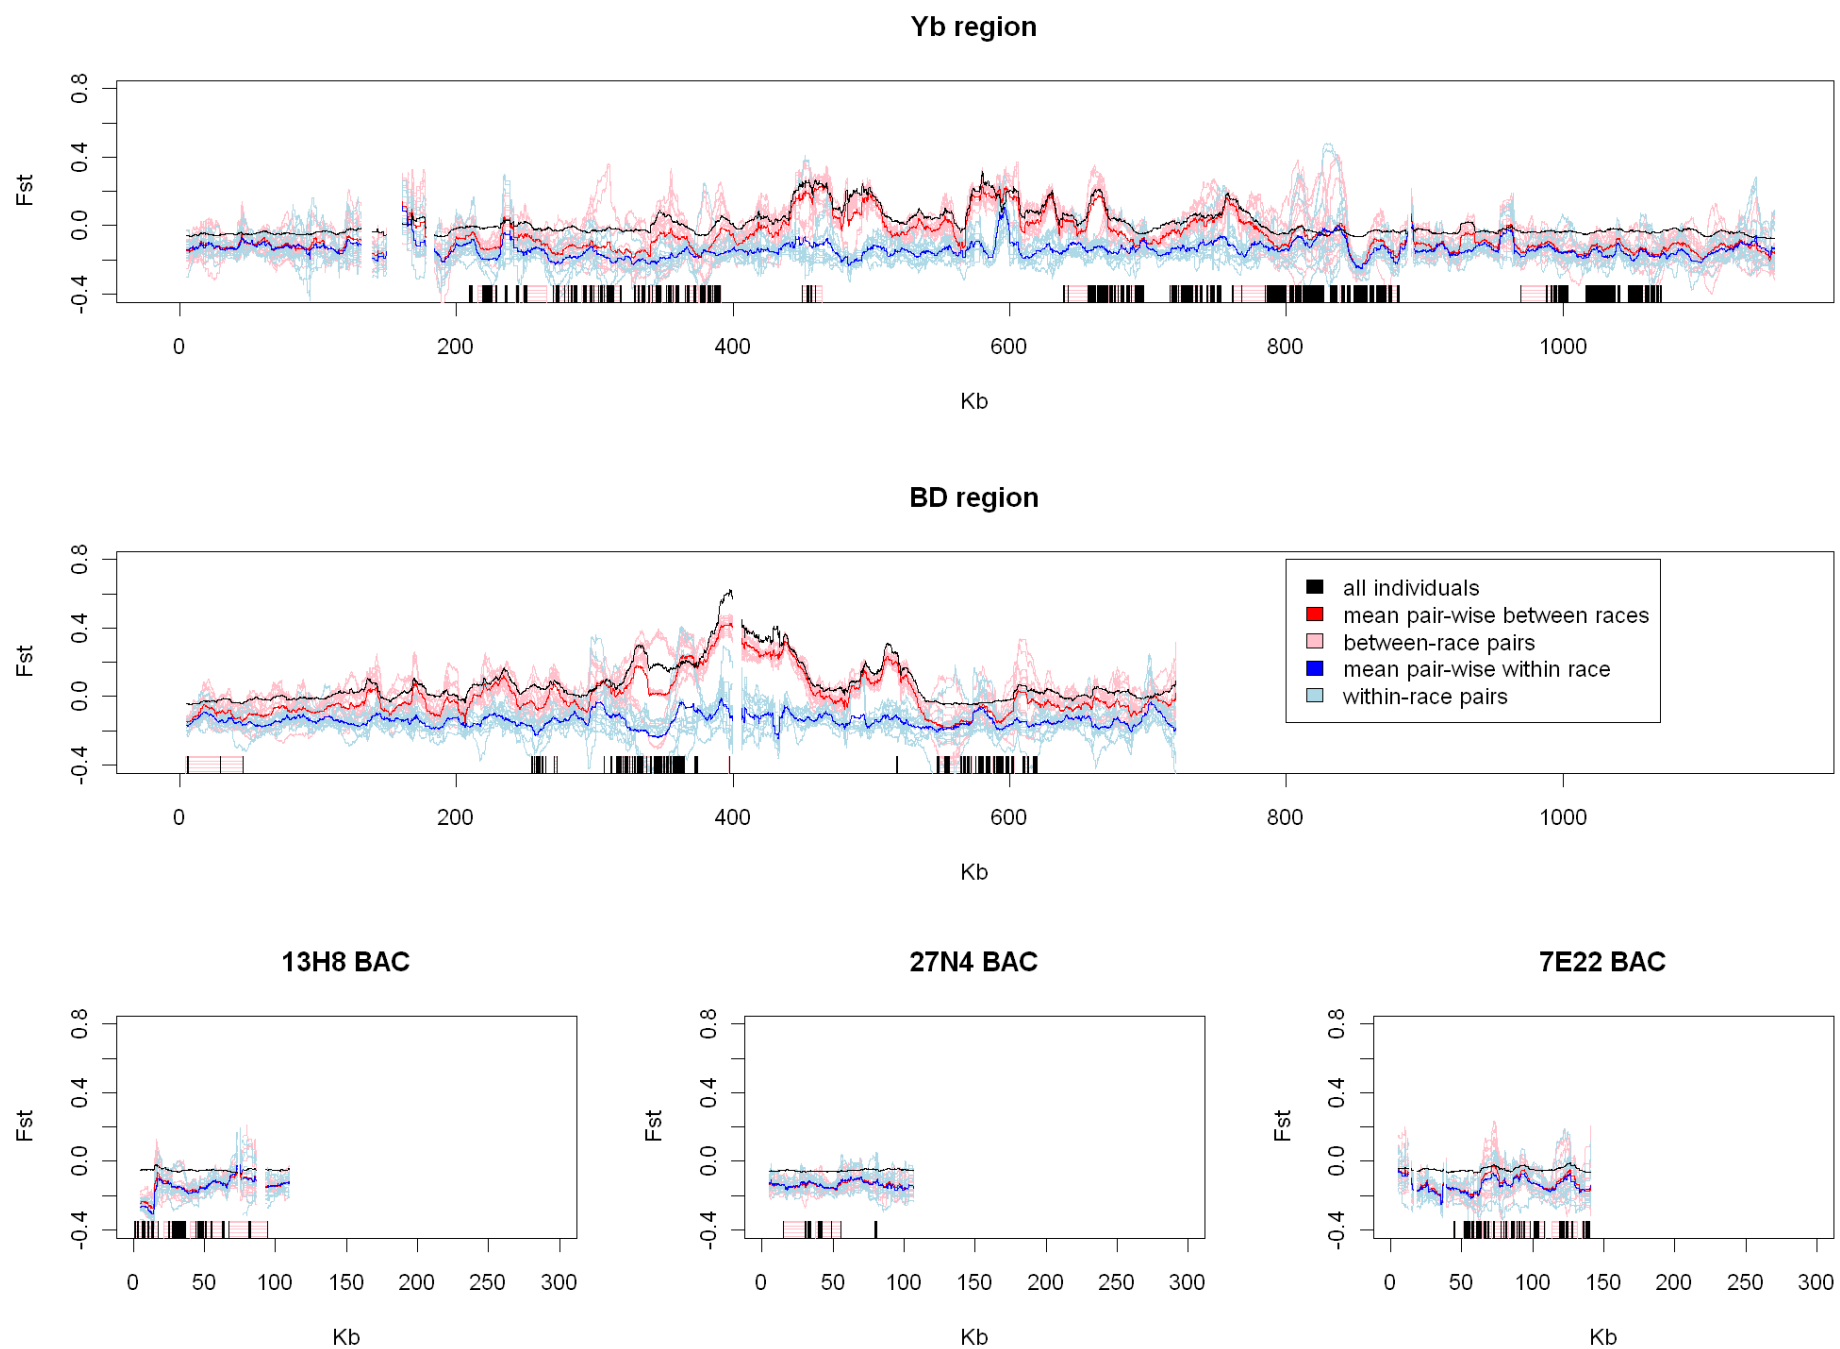 Yb region
Fst
0.8
0.4
0.0
-0.4
0 200 400 600 800 1000
Kb
BD region
Fst
0.8
0.4
0.0
-0.4
all individuals
mean pair-wise between races
between-race pairs
mean pair-wise within race
within-race pairs
0 200 400 600 800 1000
Kb
13H8 BAC
Fst
0.8
0.4
0.0
-0.4
0 50 100 150 200 250 300
Kb
27N4 BAC
Fst
0.8
0.4
0.0
-0.4
0 50 100 150 200 250 300
Kb
7E22 BAC
Fst
0.8
0.4
0.0
-0.4
0 50 100 150 200 250 300
Kb